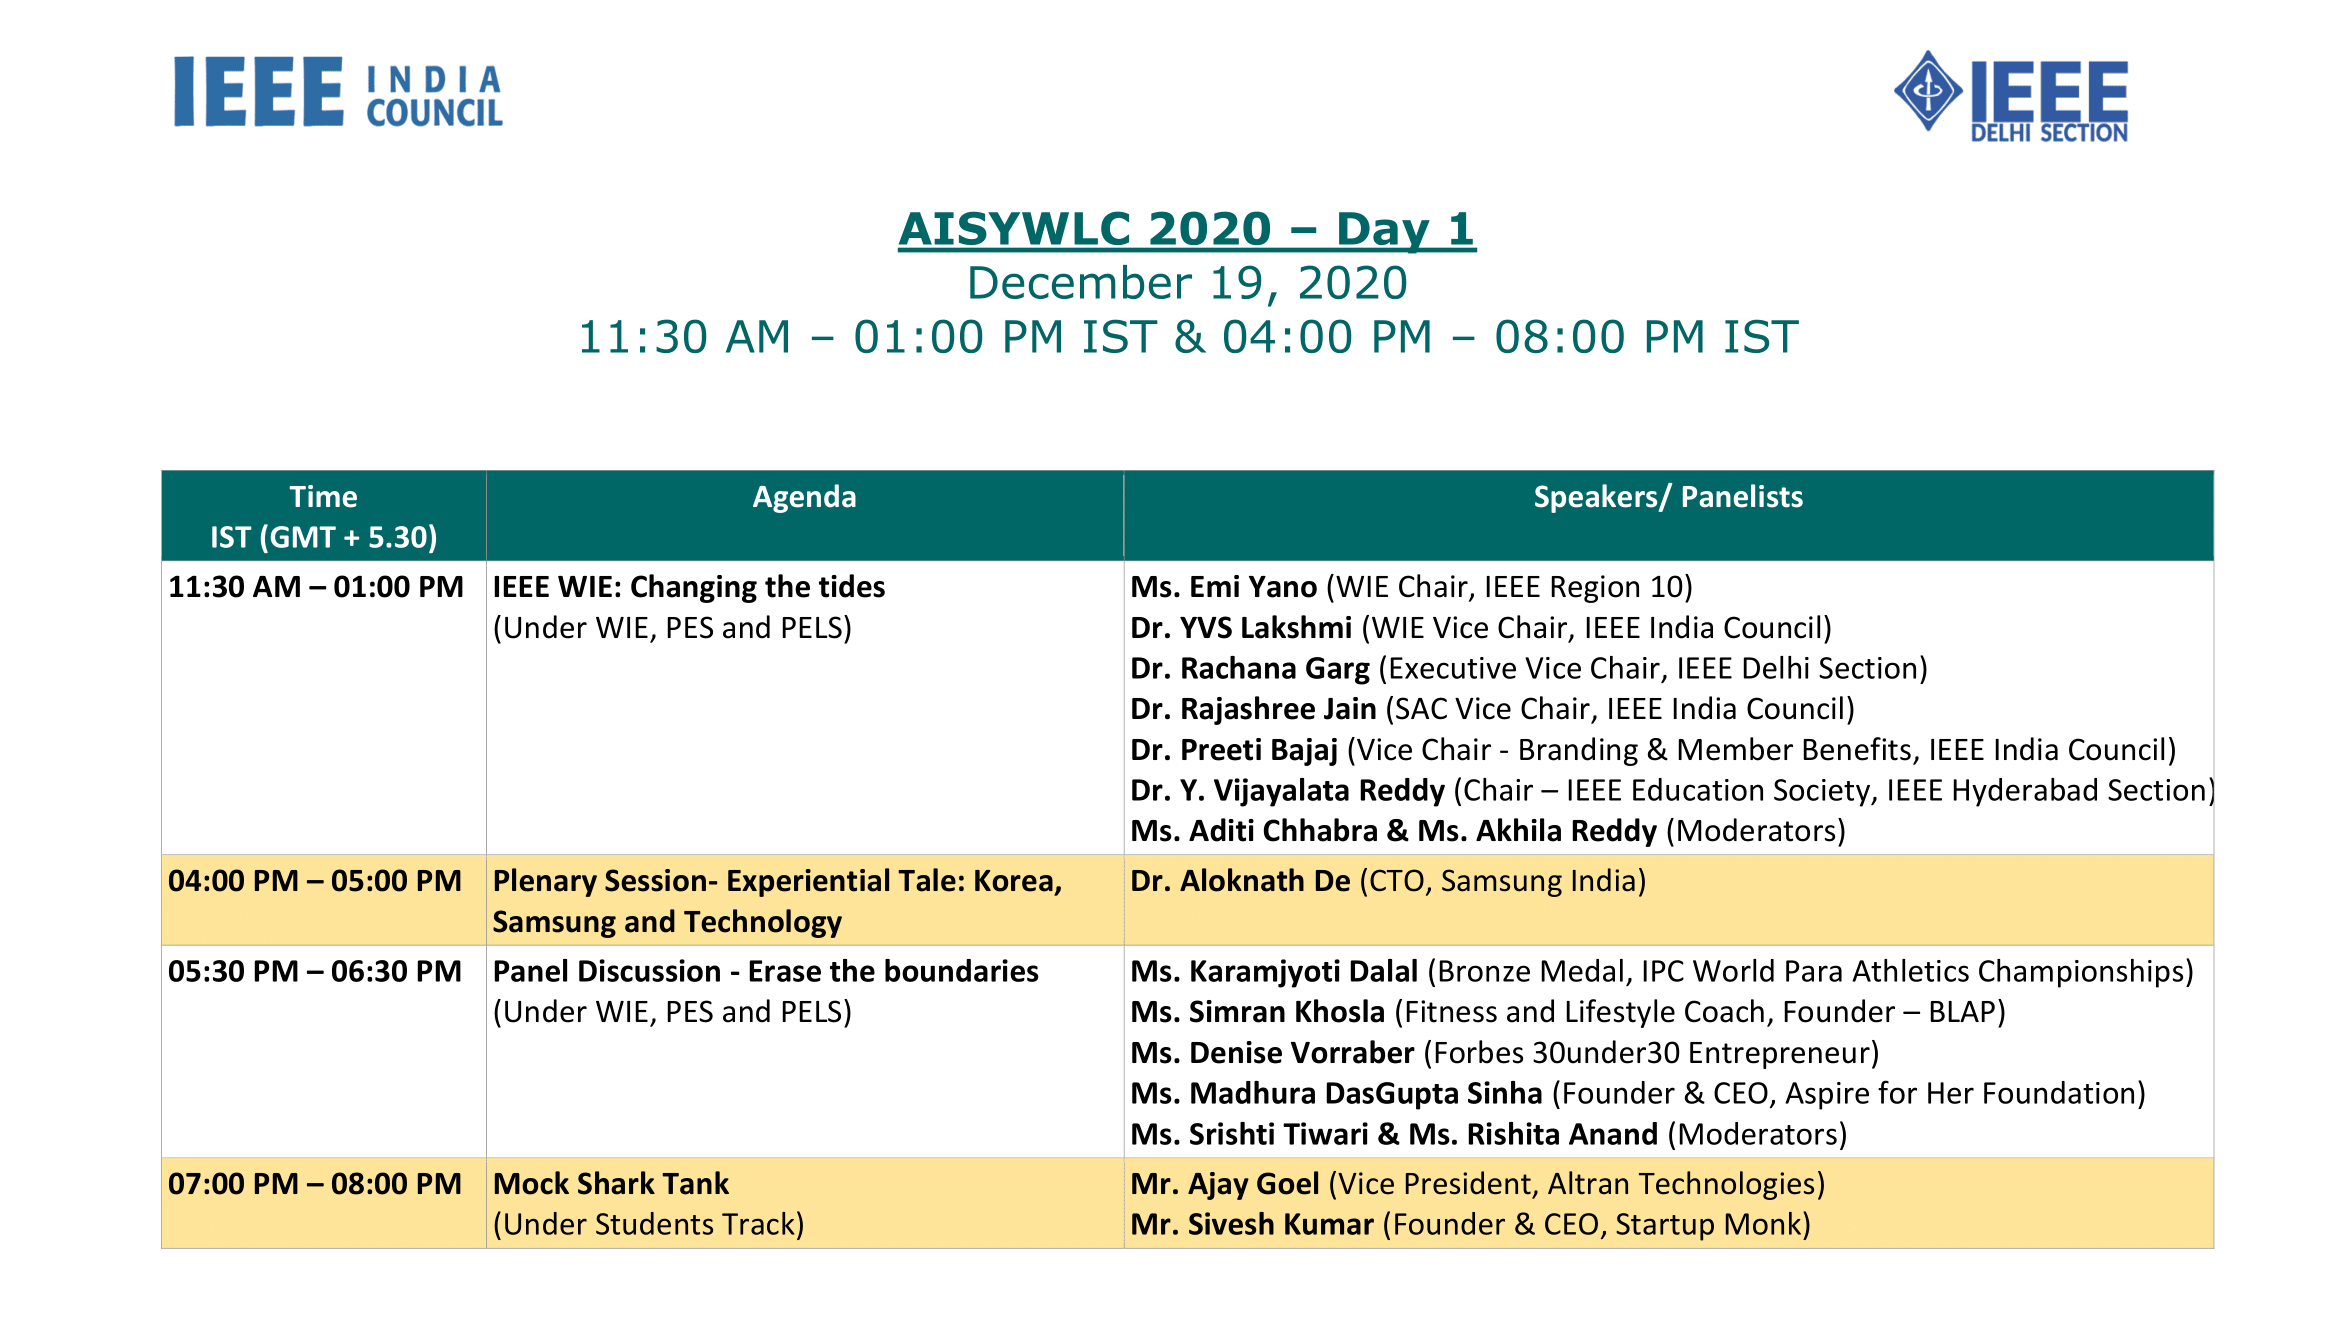 IEEE INDIA COUNCIL
IEEE DELHI SECTION
AISYWLC 2020 – Day 1
December 19, 2020
11:30 AM – 01:00 PM IST & 04:00 PM – 08:00 PM IST
Time
IST (GMT + 5.30)
Agenda
Speakers/ Panelists
11:30 AM – 01:00 PM
IEEE WIE: Changing the tides
(Under WIE, PES and PELS)
Ms. Emi Yano (WIE Chair, IEEE Region 10)
Dr. YVS Lakshmi (WIE Vice Chair, IEEE India Council)
Dr. Rachana Garg (Executive Vice Chair, IEEE Delhi Section)
Dr. Rajashree Jain (SAC Vice Chair, IEEE India Council)
Dr. Preeti Bajaj (Vice Chair - Branding & Member Benefits, IEEE India Council)
Dr. Y. Vijayalata Reddy (Chair – IEEE Education Society, IEEE Hyderabad Section)
Ms. Aditi Chhabra & Ms. Akhila Reddy (Moderators)
04:00 PM – 05:00 PM
Plenary Session- Experiential Tale: Korea,
Samsung and Technology
Dr. Aloknath De (CTO, Samsung India)
05:30 PM – 06:30 PM
Panel Discussion - Erase the boundaries
(Under WIE, PES and PELS)
Ms. Karamjyoti Dalal (Bronze Medal, IPC World Para Athletics Championships)
Ms. Simran Khosla (Fitness and Lifestyle Coach, Founder – BLAP)
Ms. Denise Vorraber (Forbes 30under30 Entrepreneur)
Ms. Madhura DasGupta Sinha (Founder & CEO, Aspire for Her Foundation)
Ms. Srishti Tiwari & Ms. Rishita Anand (Moderators)
07:00 PM – 08:00 PM
Mock Shark Tank
(Under Students Track)
Mr. Ajay Goel (Vice President, Altran Technologies)
Mr. Sivesh Kumar (Founder & CEO, Startup Monk)